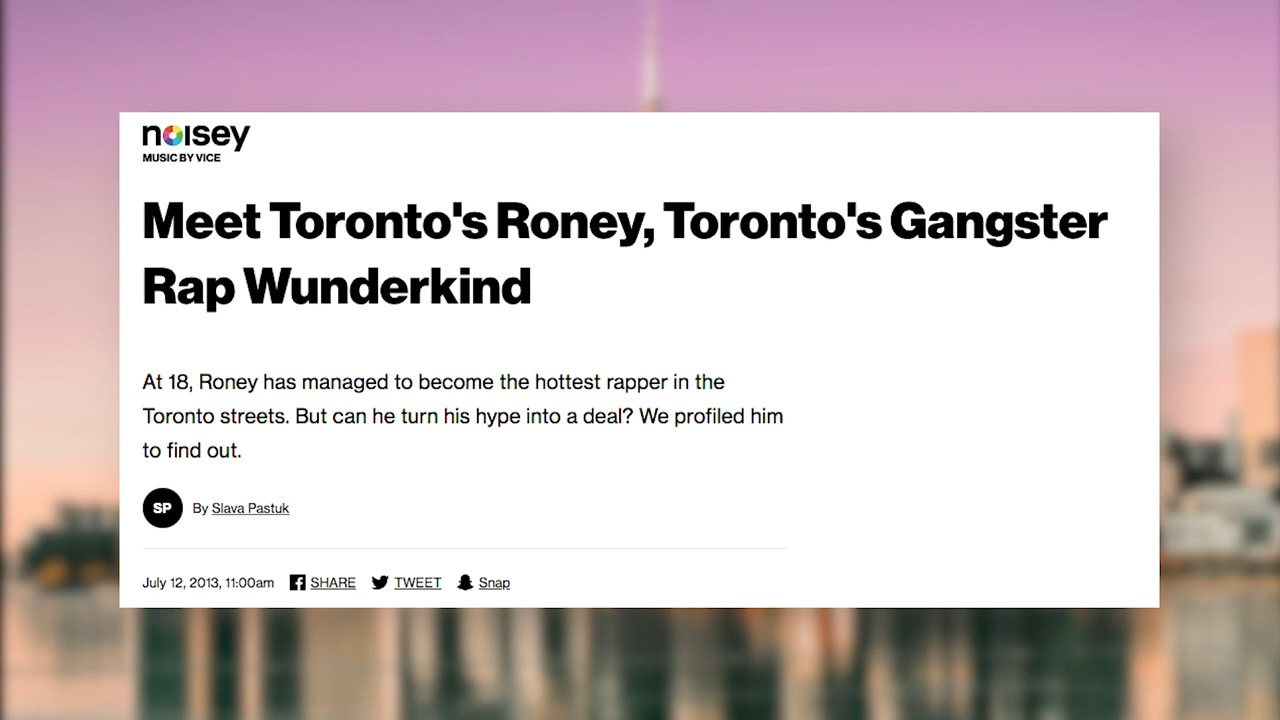 noisey
MUSIC BY VICE
Meet Toronto's Roney, Toronto's Gangster
Rap Wunderkind
At 18, Roney has managed to become the hottest rapper in the
Toronto streets. But can he turn his hype into a deal? We profiled him
to find out.
SP By Slava Pastuk
July 12, 2013, 11:00am SHARE TWEET Snap